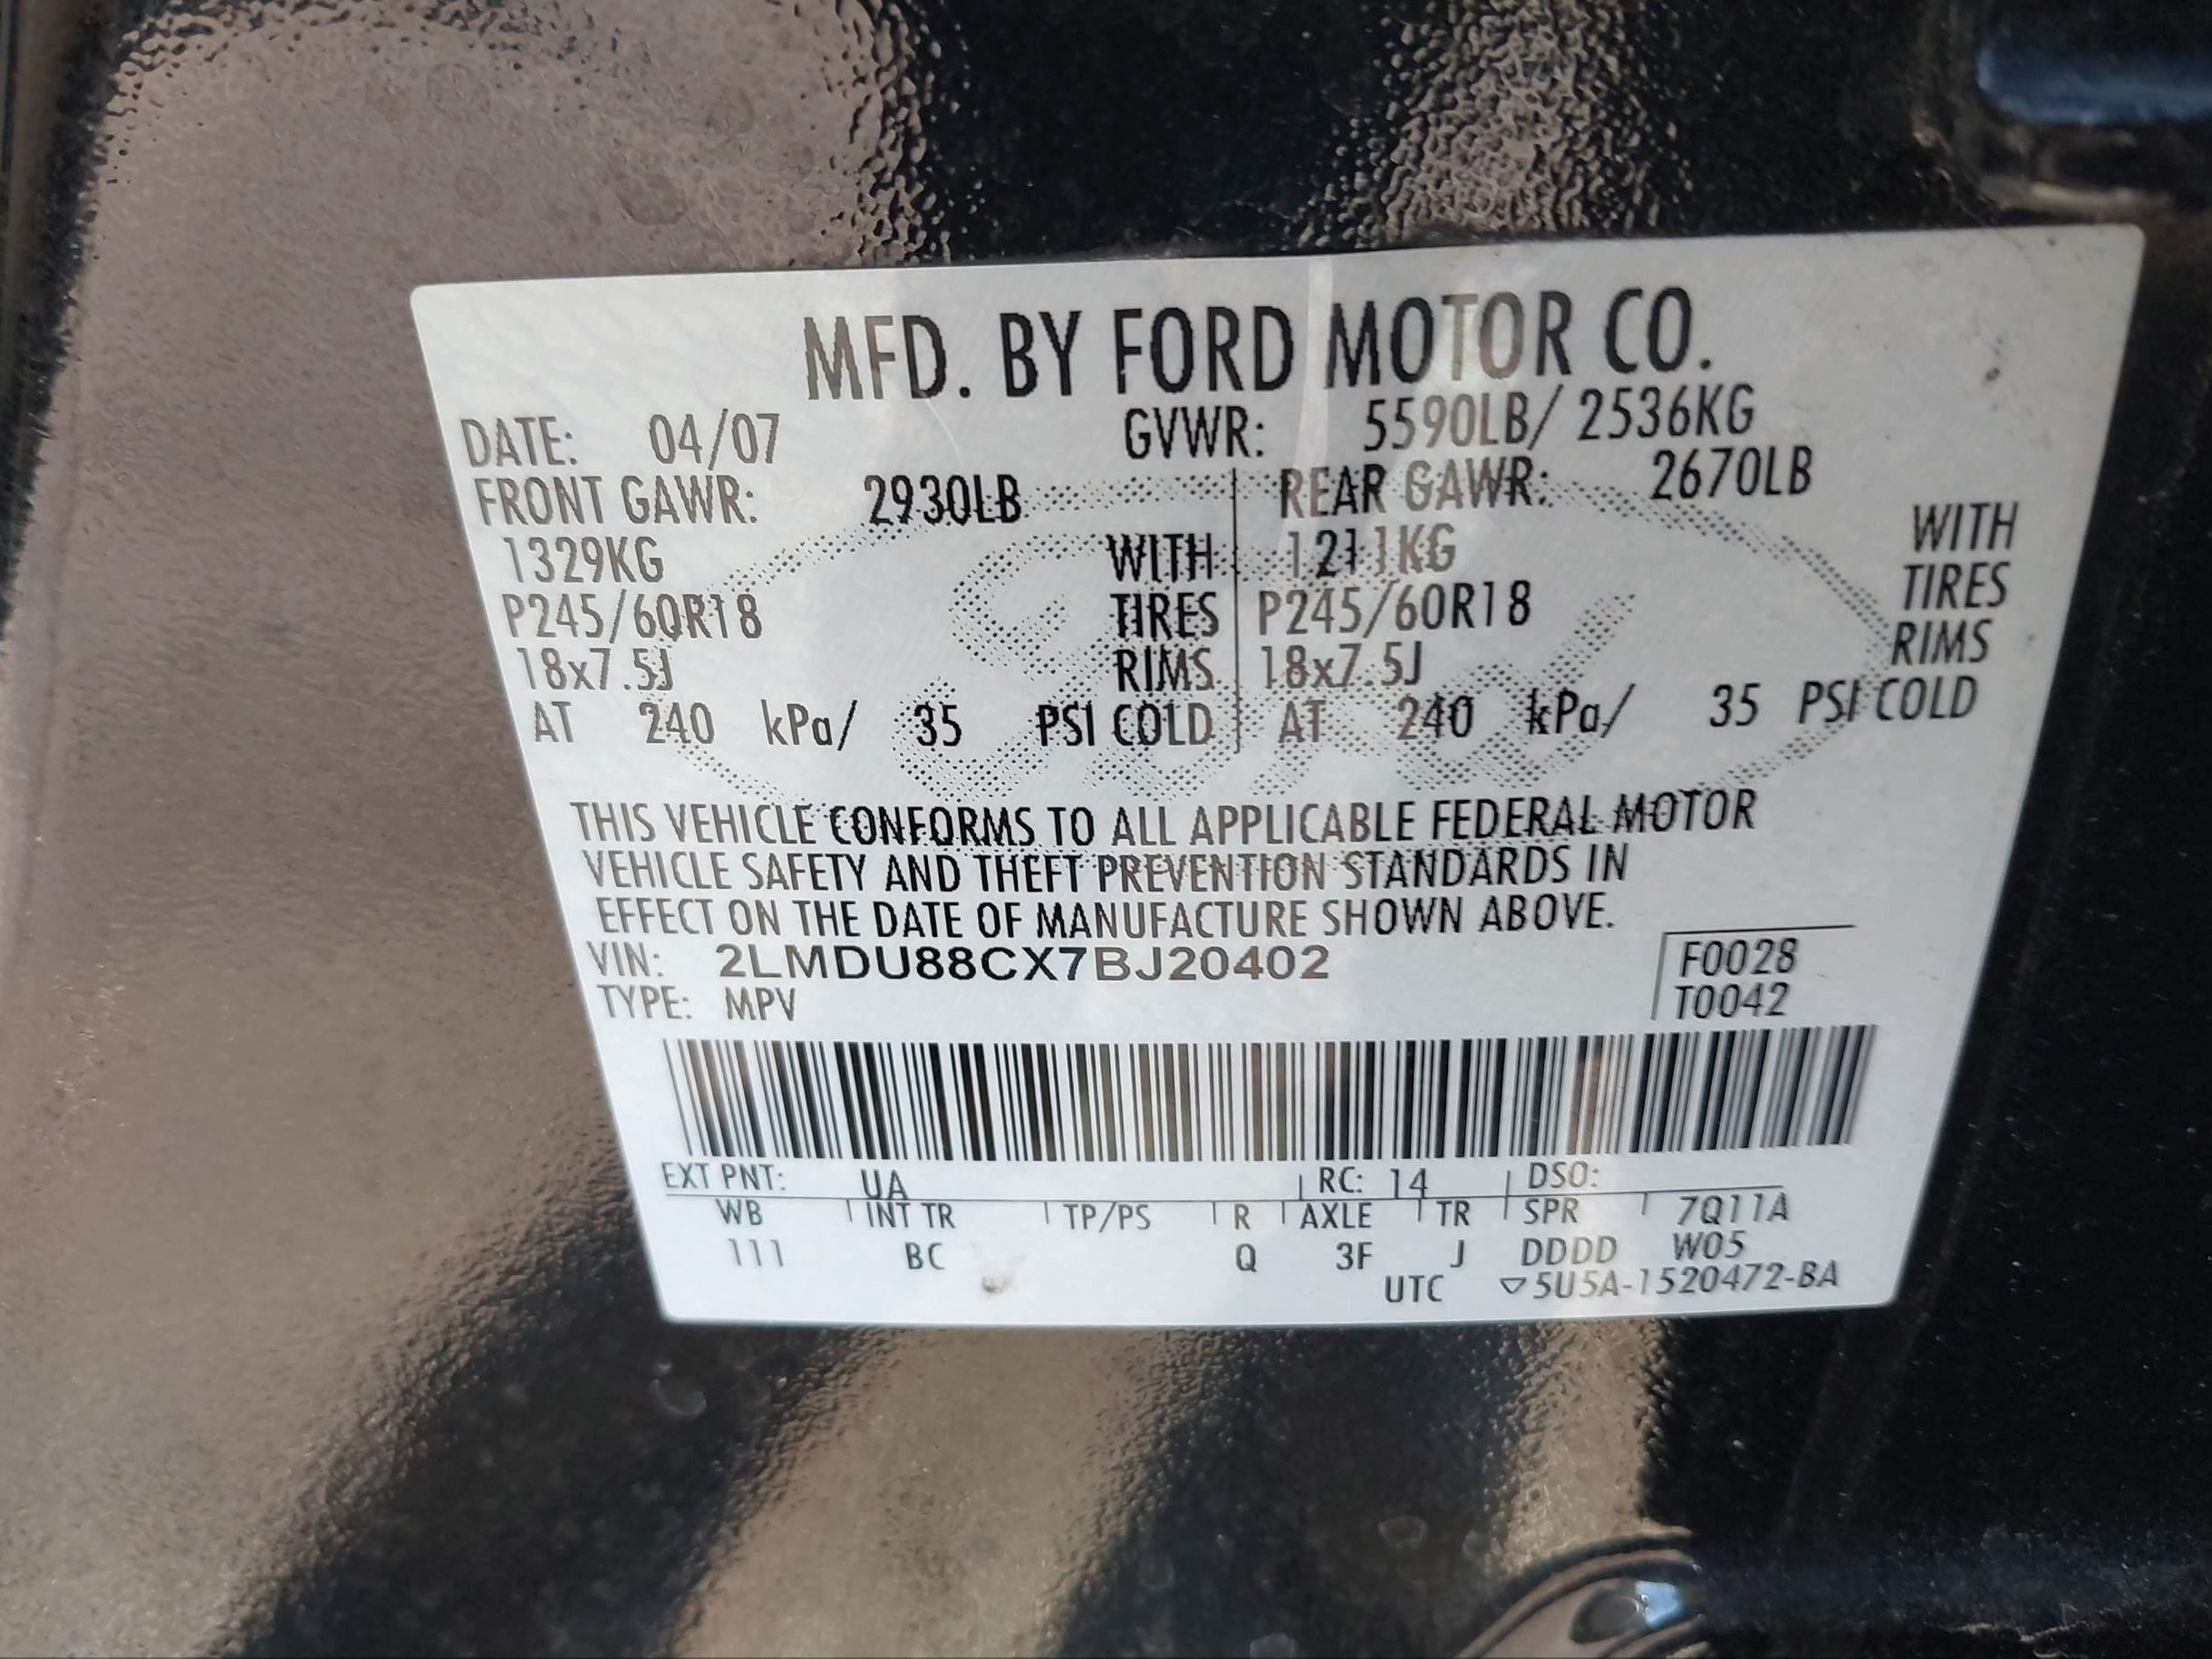 MFD. BY FORD MOTOR CO.
DATE: 04/07 GVWR: 5590LB/ 2536KG
FRONT GAWR: 2930LB REAR GAWR: 2670LB
1329KG WITH 1211KG WITH
P245/60R18 TIRES P245/60R18 TIRES
18x7.5J RIMS 18x7.5J RIMS
AT 240 kPa/ 35 PSI COLD AT 240 kPa/ 35 PSI COLD
THIS VEHICLE CONFORMS TO ALL APPLICABLE FEDERAL MOTOR
VEHICLE SAFETY AND THEFT PREVENTION STANDARDS IN
EFFECT ON THE DATE OF MANUFACTURE SHOWN ABOVE.
VIN: 2LMDU88CX7BJ20402 F0028
TYPE: MPV T0042
EXT PNT: UA RC: 14 DSO:
WB INT TR TP/PS R AXLE TR SPR 7Q11A
111 BC Q 3F J DDDD W05
UTC ▽5U5A-1520472-BA